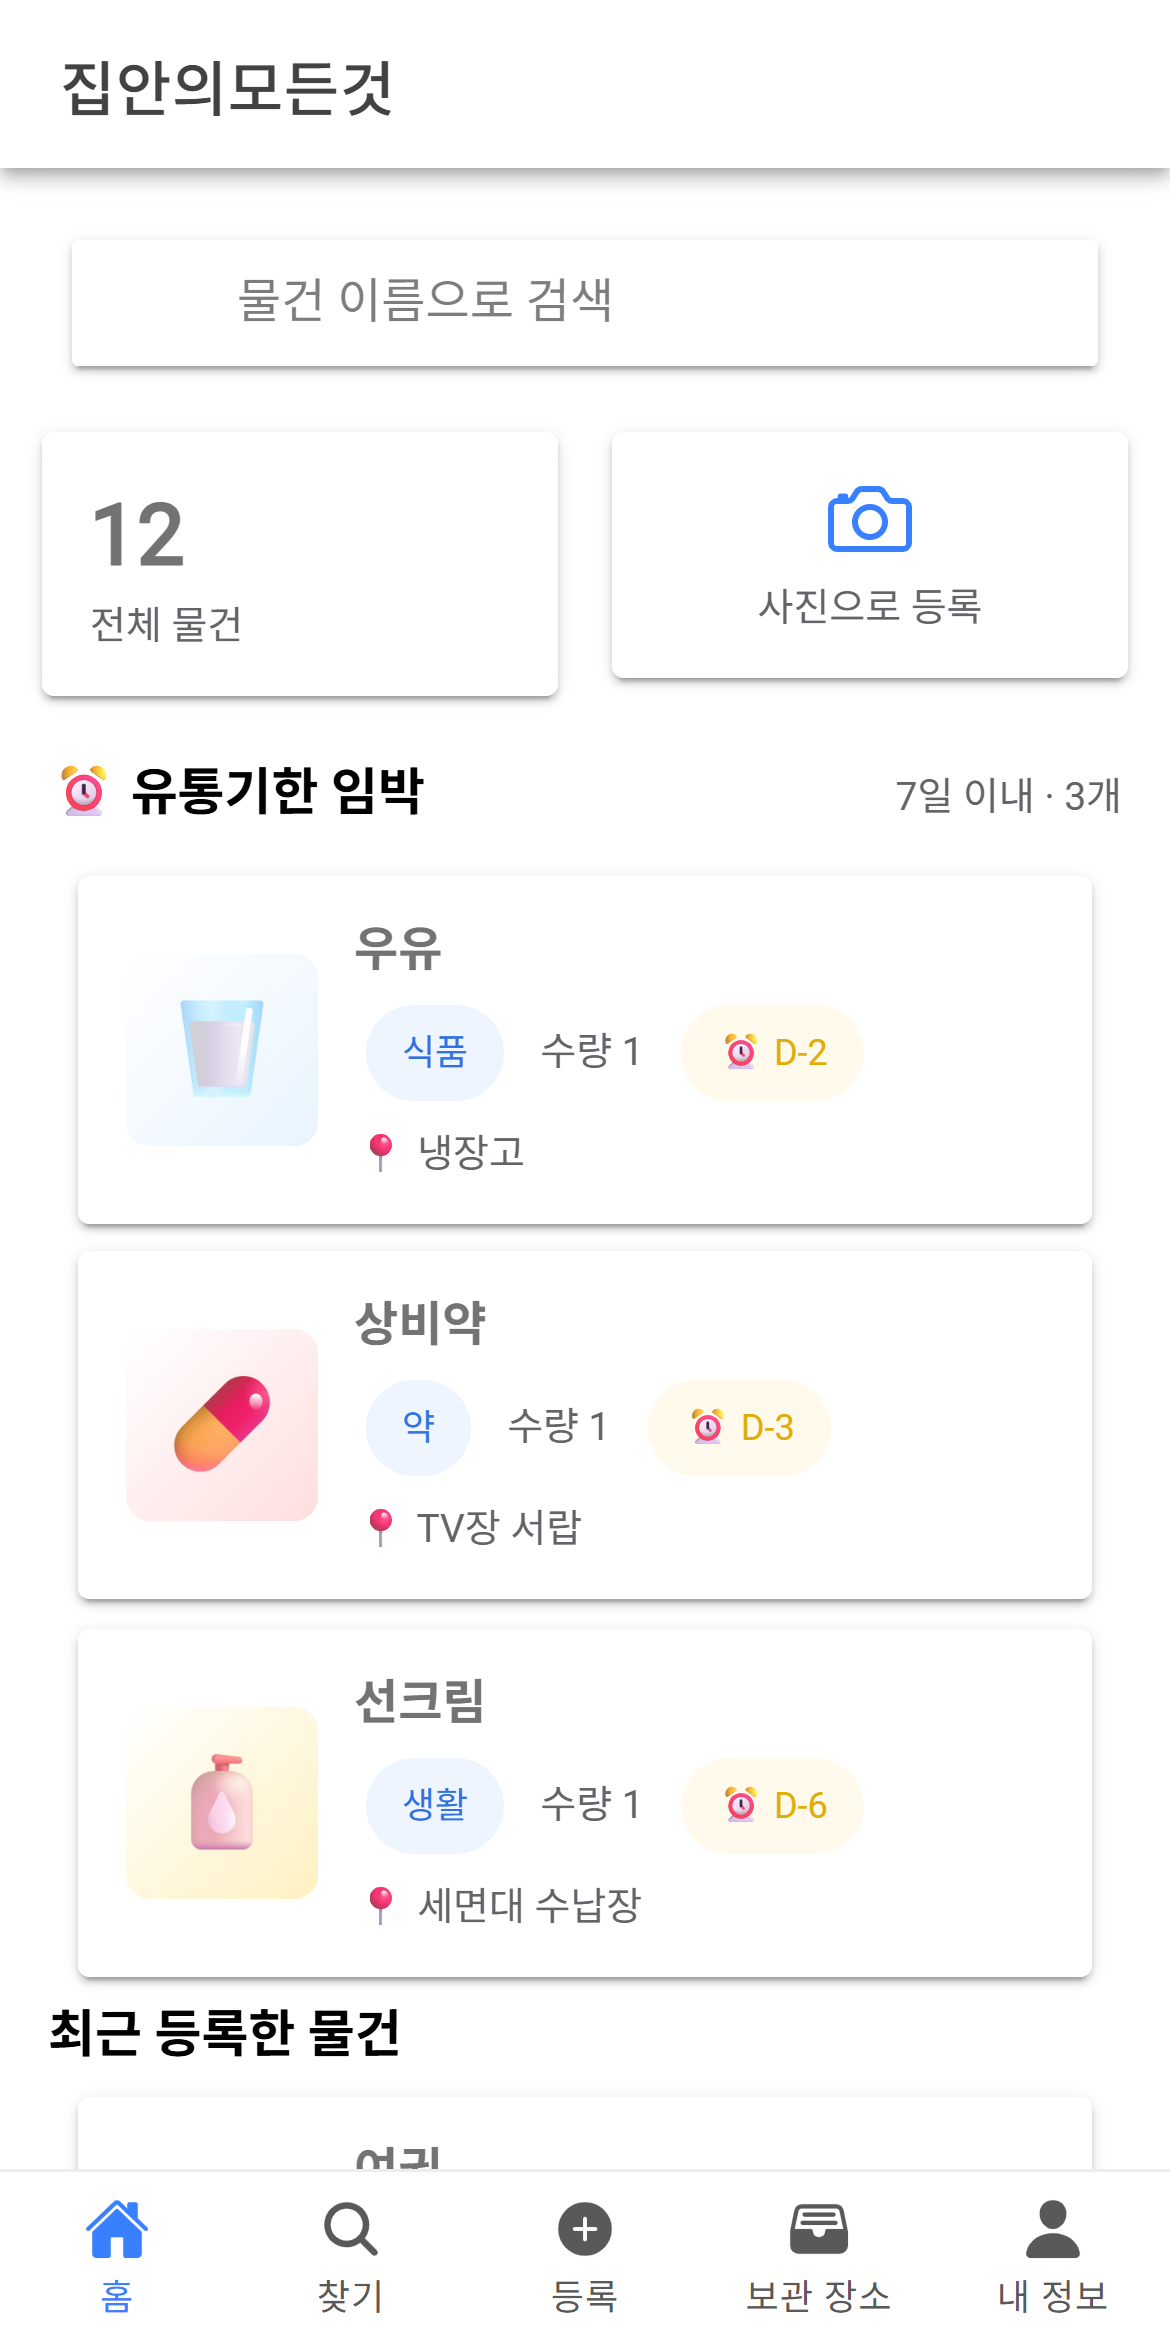 집안의모든것
물건 이름으로 검색
12
전체 물건
사진으로 등록
유통기한 임박
7일 이내 · 3개
우유
식품 수량 1 D-2
냉장고
상비약
약 수량 1 D-3
TV장 서랍
선크림
생활 수량 1 D-6
세면대 수납장
최근 등록한 물건
홈 찾기 등록 보관 장소 내 정보